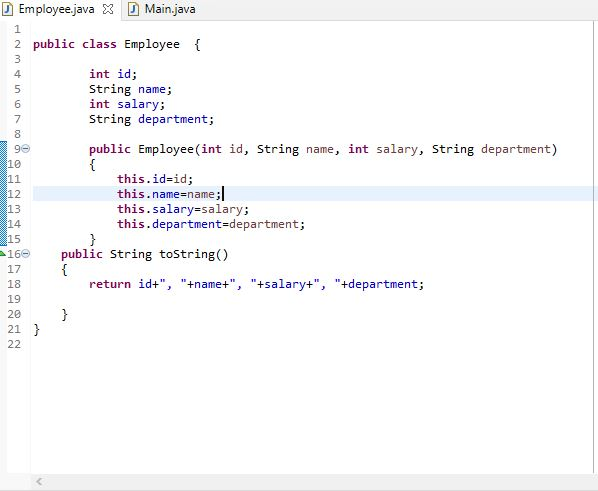 Employee.java Main.java
1
2 public class Employee {
3
4 int id;
5 String name;
6 int salary;
7 String department;
8
9 public Employee(int id, String name, int salary, String department)
10 {
11 this.id=id;
12 this.name=name;
13 this.salary=salary;
14 this.department=department;
15 }
16 public String toString()
17 {
18 return id+", "+name+", "+salary+", "+department;
19
20 }
21 }
22